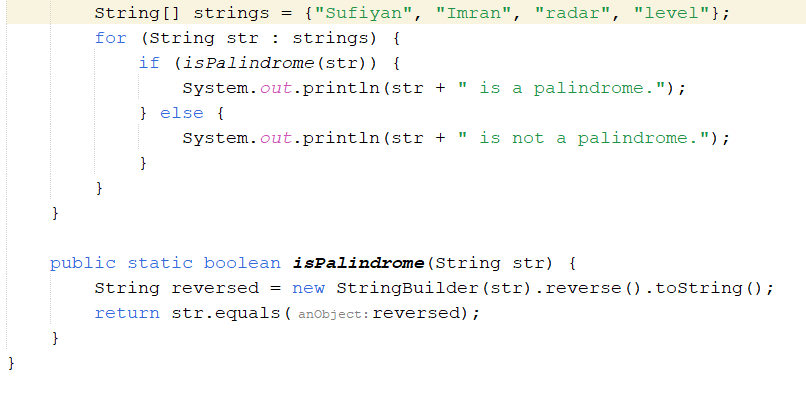 String[] strings = {"Sufiyan", "Imran", "radar", "level"};
for (String str : strings) {
if (isPalindrome(str)) {
System.out.println(str + " is a palindrome.");
} else {
System.out.println(str + " is not a palindrome.");
}
}
}
public static boolean isPalindrome(String str) {
String reversed = new StringBuilder(str).reverse().toString();
return str.equals( anObject: reversed);
}
}